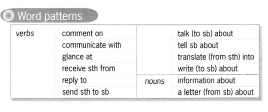 Word patterns
verbs comment on talk (to sb) about
communicate with tell sb about
glance at translate (from sth) into
receive sth from write (to sb) about
reply to nouns information about
send sth to sb a letter (from sb) about